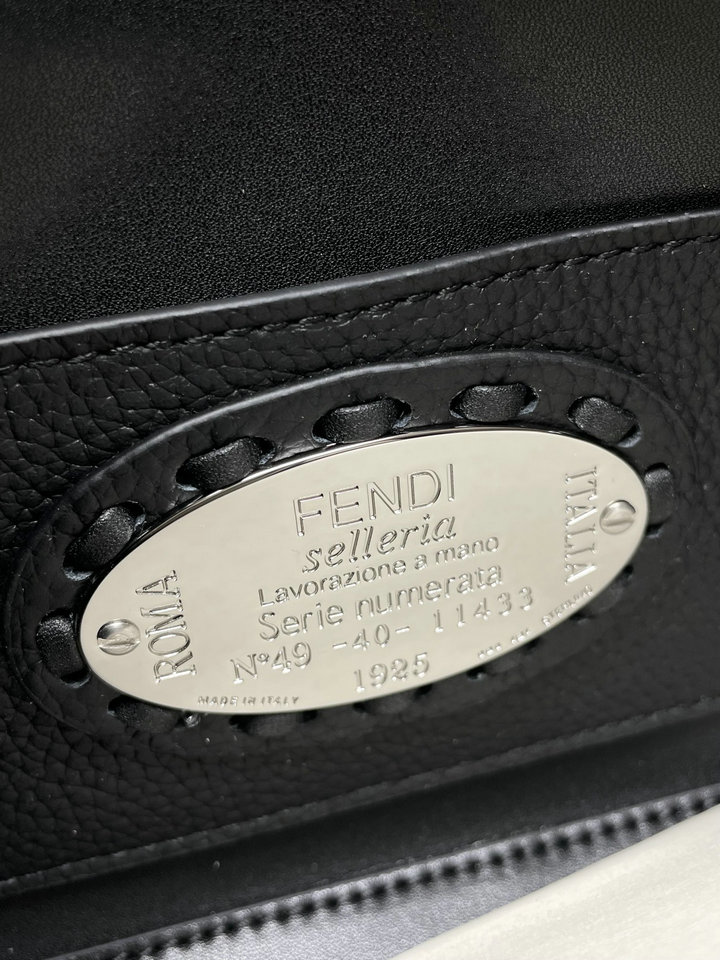 FENDI
selleria
Lavorazione a mano
Serie numerata
N°49 -40- 11433
1925
ROMA
ITALIA
MADE IN ITALY